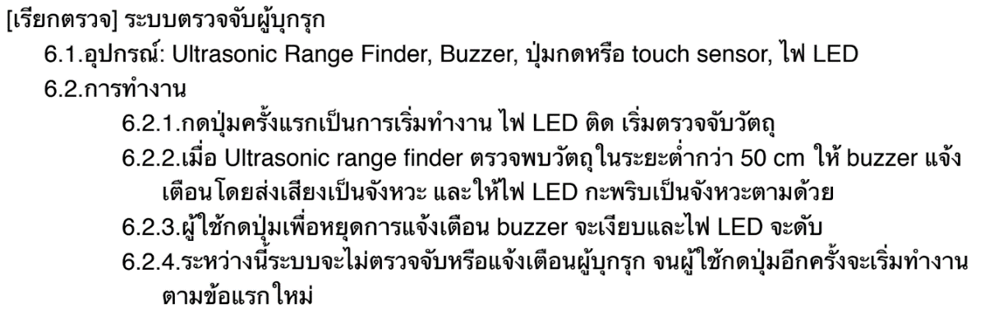 [เรียกตรวจ] ระบบตรวจจับผู้บุกรุก
6.1.อุปกรณ์: Ultrasonic Range Finder, Buzzer, ปุ่มกดหรือ touch sensor, ไฟ LED
6.2.การทำงาน
6.2.1.กดปุ่มครั้งแรกเป็นการเริ่มทำงาน ไฟ LED ติด เริ่มตรวจจับวัตถุ
6.2.2.เมื่อ Ultrasonic range finder ตรวจพบวัตถุในระยะต่ำกว่า 50 cm ให้ buzzer แจ้ง
เตือนโดยส่งเสียงเป็นจังหวะ และให้ไฟ LED กะพริบเป็นจังหวะตามด้วย
6.2.3.ผู้ใช้กดปุ่มเพื่อหยุดการแจ้งเตือน buzzer จะเงียบและไฟ LED จะดับ
6.2.4.ระหว่างนี้ระบบจะไม่ตรวจจับหรือแจ้งเตือนผู้บุกรุก จนผู้ใช้กดปุ่มอีกครั้งจะเริ่มทำงาน
ตามข้อแรกใหม่